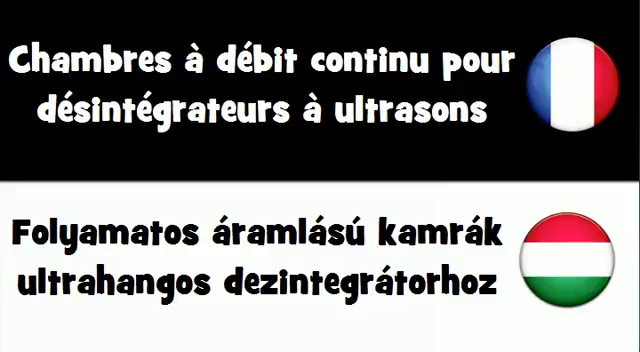 Chambres à débit continu pour
désintégrateurs à ultrasons
Folyamatos áramlású kamrák
ultrahangos dezintegrátorhoz